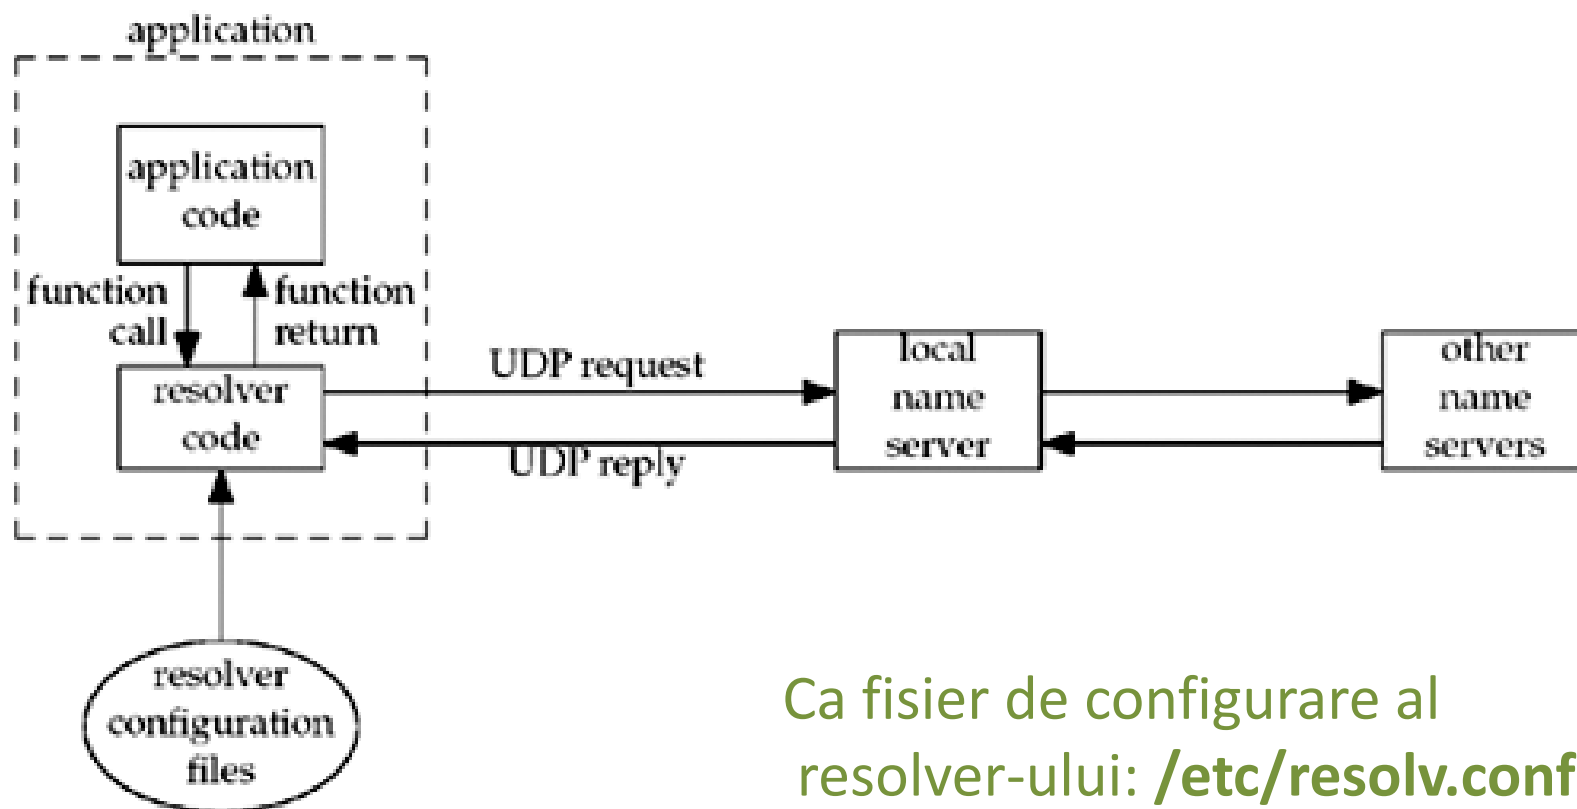 application
application
code
function
call
function
return
resolver
code
UDP request
UDP reply
local
name
server
other
name
servers
resolver
configuration
files
Ca fisier de configurare al
resolver-ului: /etc/resolv.conf